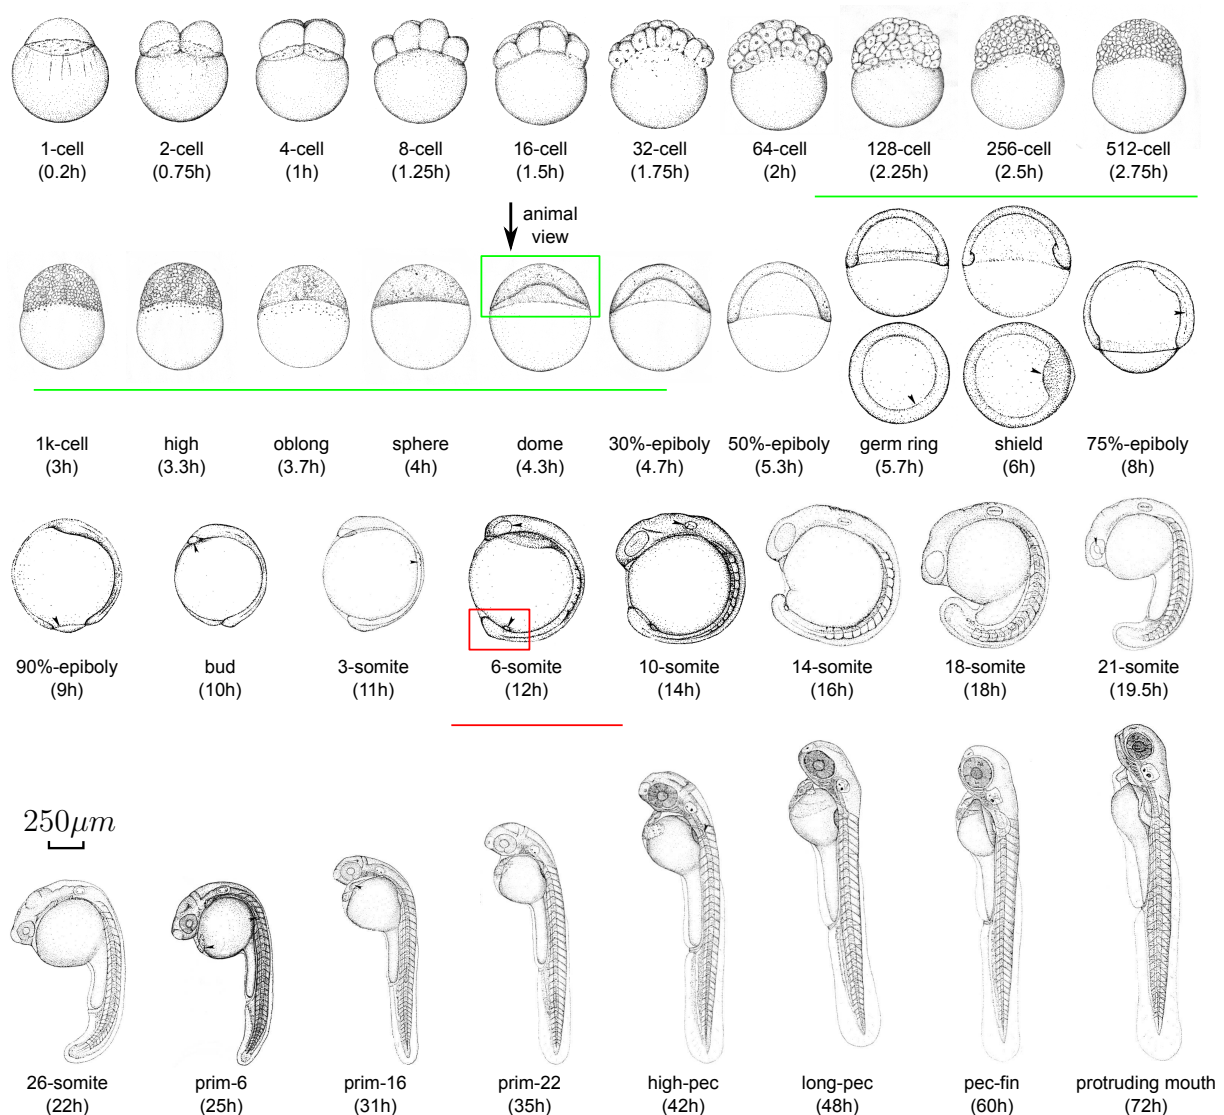 1-cell
(0.2h)
2-cell
(0.75h)
4-cell
(1h)
8-cell
(1.25h)
16-cell
(1.5h)
32-cell
(1.75h)
64-cell
(2h)
128-cell
(2.25h)
256-cell
(2.5h)
512-cell
(2.75h)
animal
view
1k-cell
(3h)
high
(3.3h)
oblong
(3.7h)
sphere
(4h)
dome
(4.3h)
30%-epiboly
(4.7h)
50%-epiboly
(5.3h)
germ ring
(5.7h)
shield
(6h)
75%-epiboly
(8h)
90%-epiboly
(9h)
bud
(10h)
3-somite
(11h)
6-somite
(12h)
10-somite
(14h)
14-somite
(16h)
18-somite
(18h)
21-somite
(19.5h)
250μm
26-somite
(22h)
prim-6
(25h)
prim-16
(31h)
prim-22
(35h)
high-pec
(42h)
long-pec
(48h)
pec-fin
(60h)
protruding mouth
(72h)